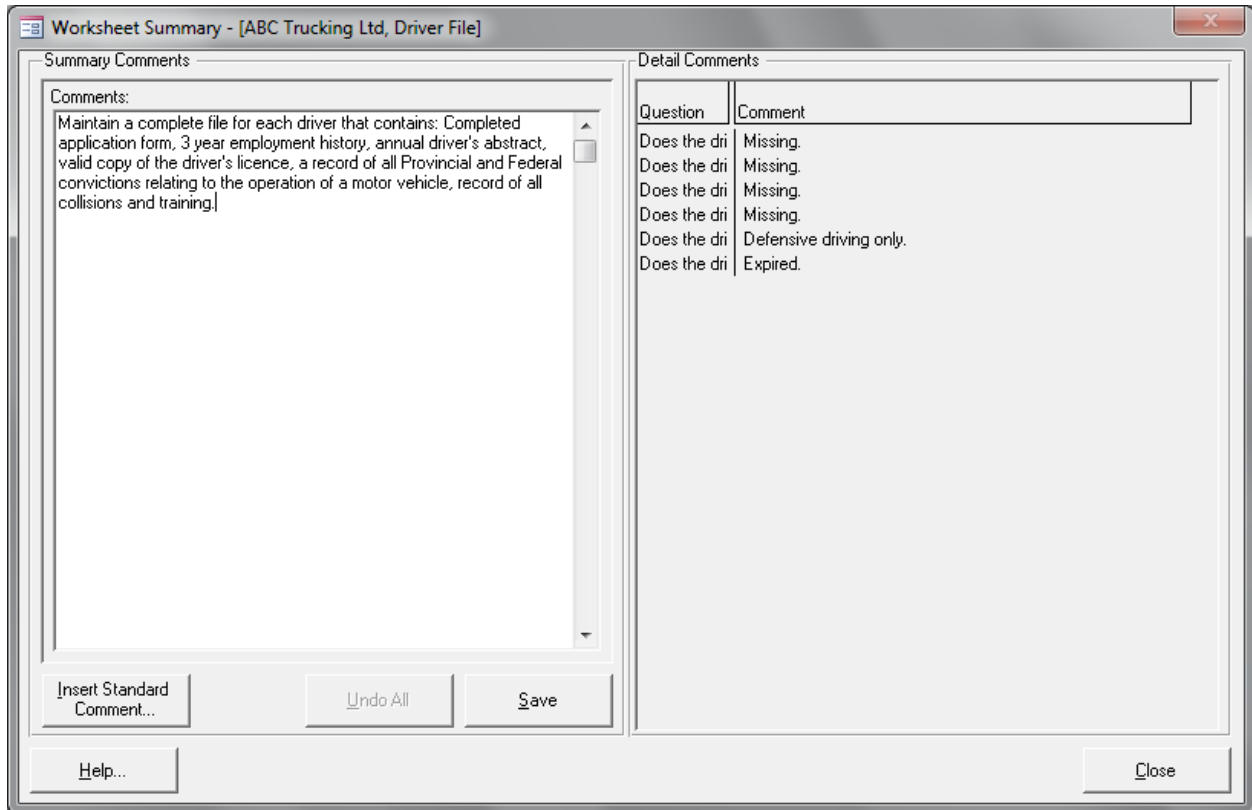 Worksheet Summary - [ABC Trucking Ltd, Driver File]
x
Summary Comments
Comments:
Maintain a complete file for each driver that contains: Completed
application form, 3 year employment history, annual driver's abstract,
valid copy of the driver's licence, a record of all Provincial and Federal
convictions relating to the operation of a motor vehicle, record of all
collisions and training.
Insert Standard
Comment...
Undo All
Save
Detail Comments
Question Comment
Does the dri Missing.
Does the dri Missing.
Does the dri Missing.
Does the dri Missing.
Does the dri Defensive driving only.
Does the dri Expired.
Help...
Close